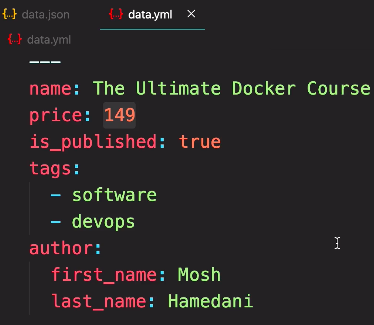 {..} data.json {..} data.yml ×
{..} data.yml
---
name: The Ultimate Docker Course
price: 149
is_published: true
tags:
  - software
  - devops
author:
  first_name: Mosh
  last_name: Hamedani